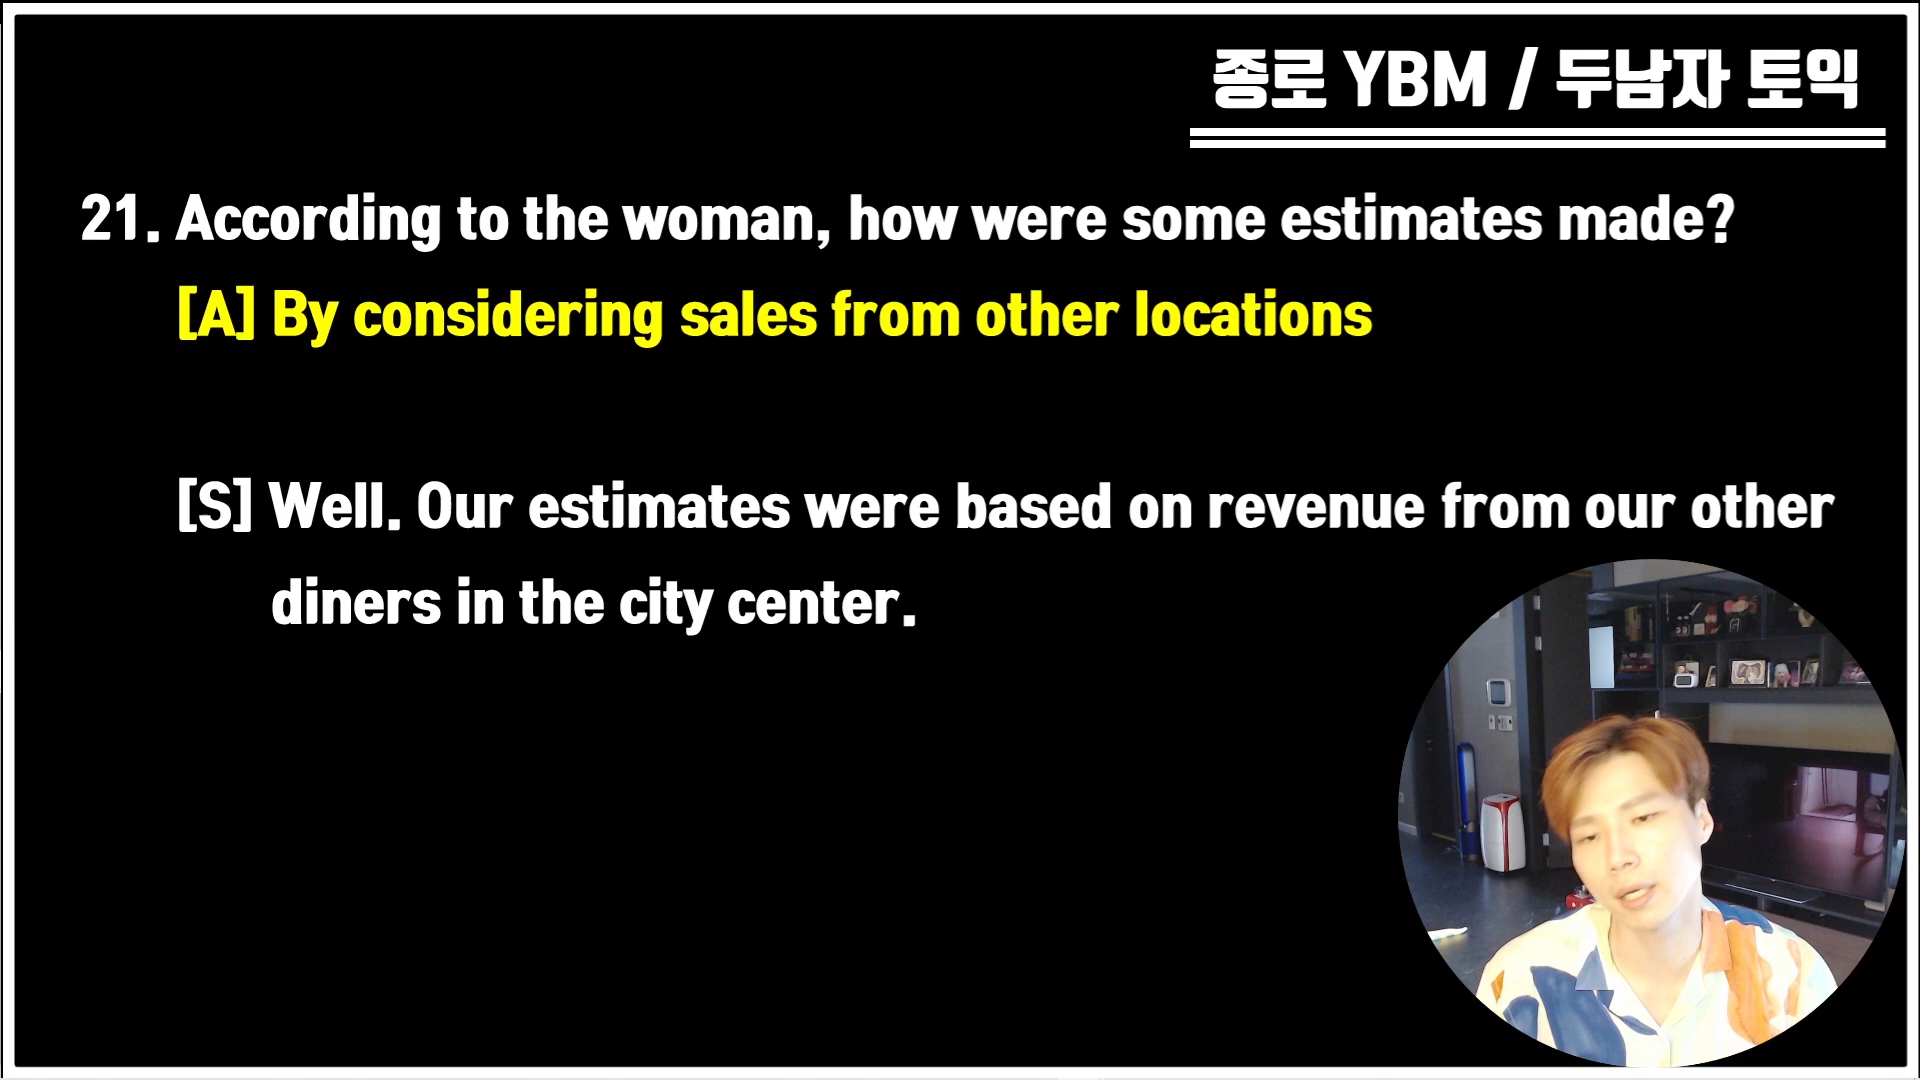 종로 YBM / 두남자 토익
21. According to the woman, how were some estimates made?
[A] By considering sales from other locations
[S] Well. Our estimates were based on revenue from our other
diners in the city center.